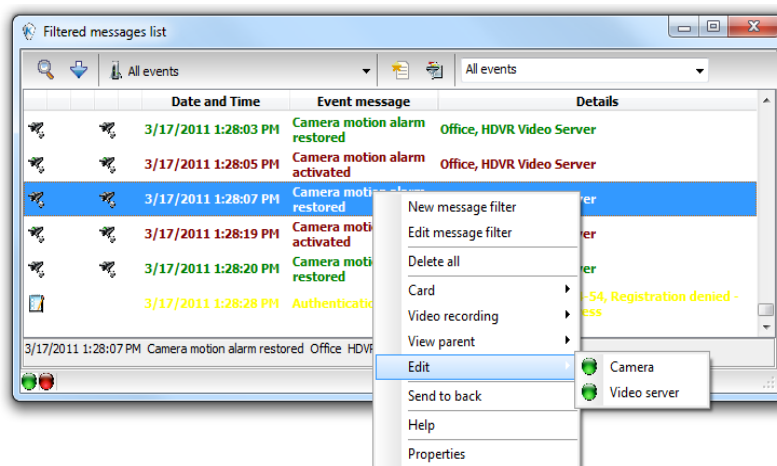 Filtered messages list
All events All events
Date and Time Event message Details
3/17/2011 1:28:03 PM Camera motion alarm restored Office, HDVR Video Server
3/17/2011 1:28:05 PM Camera motion alarm activated Office, HDVR Video Server
3/17/2011 1:28:07 PM Camera restored
3/17/2011 1:28:19 PM Camera activated
3/17/2011 1:28:20 PM Camera restored
3/17/2011 1:28:28 PM -54, Registration denied -
3/17/2011 1:28:07 PM Camera motion alarm restored Office
New message filter
Edit message filter
Delete all
Card
Video recording
View parent
Edit
Camera
Video server
Send to back
Help
Properties